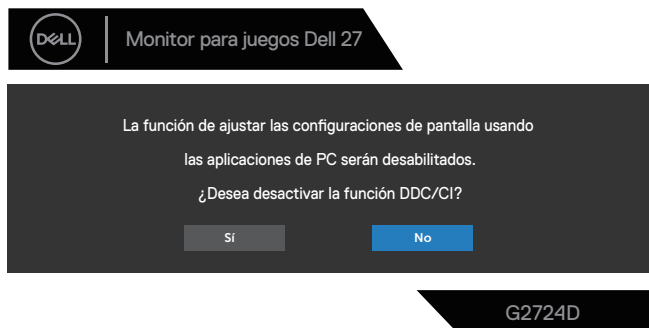 DELL
Monitor para juegos Dell 27
La función de ajustar las configuraciones de pantalla usando
las aplicaciones de PC serán desabilitados.
¿Desea desactivar la función DDC/CI?
Sí
No
G2724D